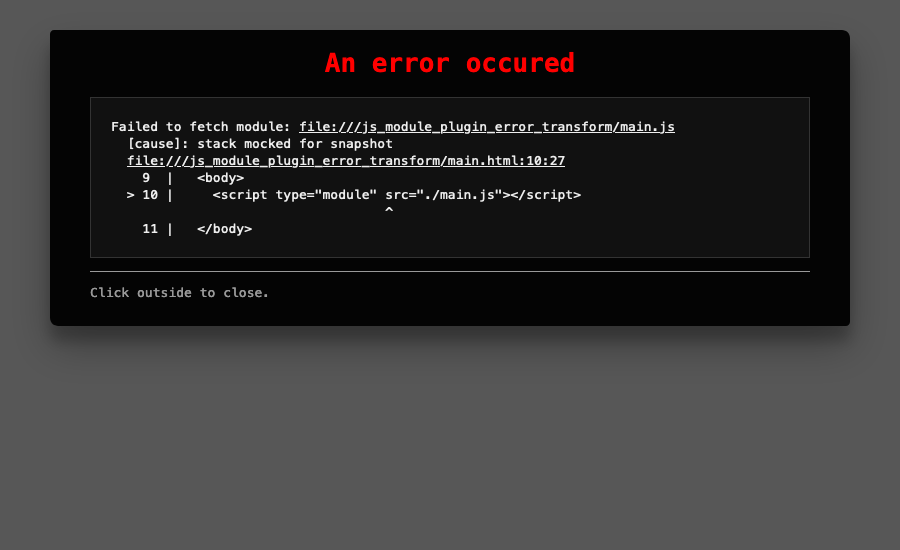 An error occured
Failed to fetch module: file:///js_module_plugin_error_transform/main.js
  [cause]: stack mocked for snapshot
  file:///js_module_plugin_error_transform/main.html:10:27
    9  |   <body>
  > 10 |     <script type="module" src="./main.js"></script>
                                   ^
    11 |   </body>
Click outside to close.